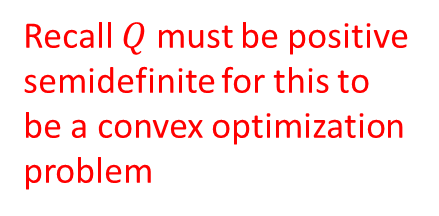 Recall Q must be positive
semidefinite for this to
be a convex optimization
problem